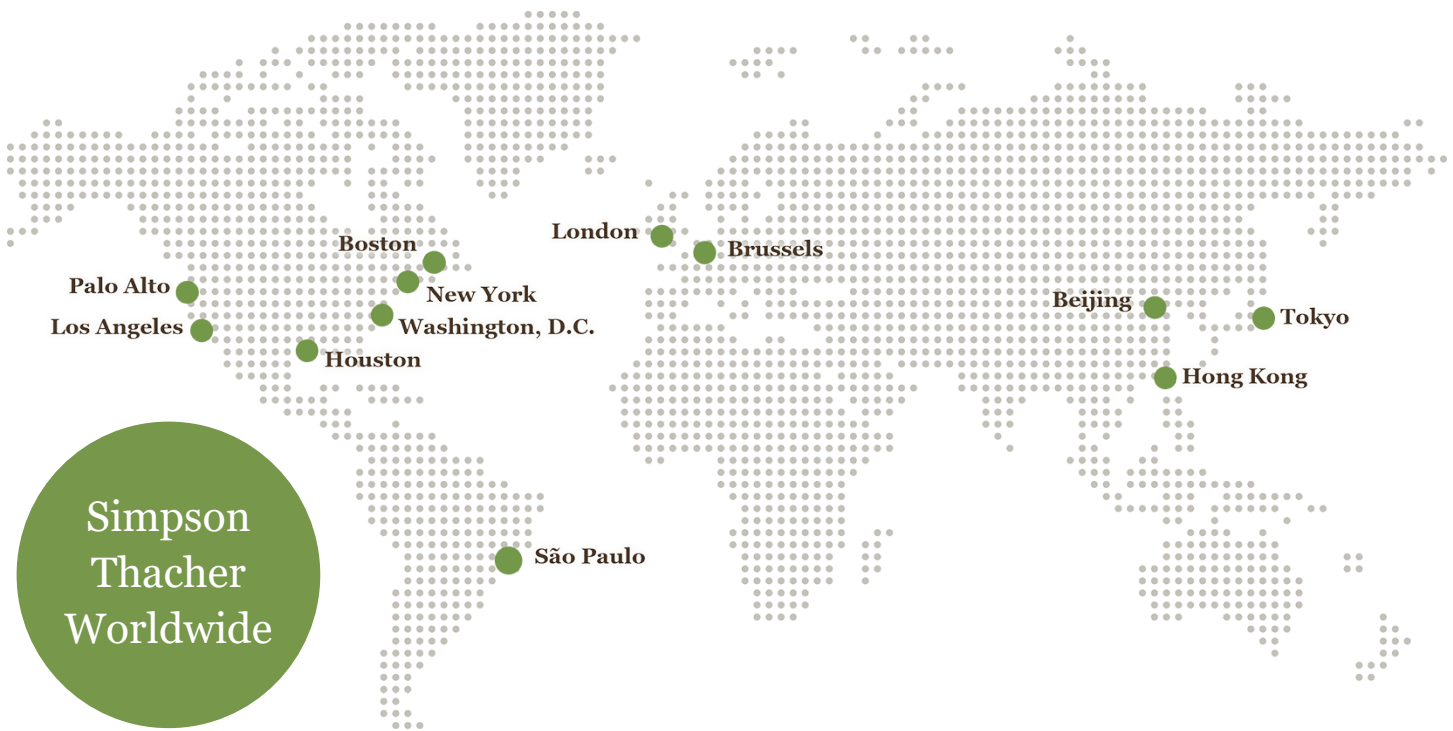 London
Boston
Brussels
Palo Alto
New York
Beijing
Los Angeles
Washington, D.C.
Tokyo
Houston
Hong Kong
Simpson
Thacher
Worldwide
São Paulo